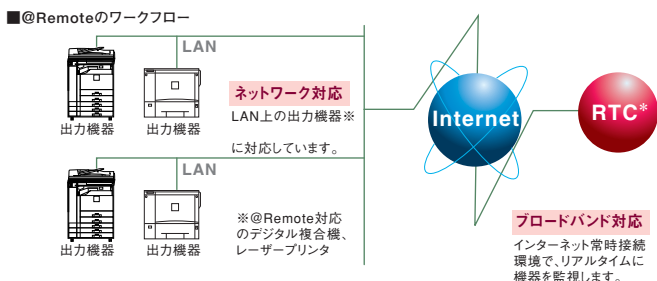 ■@Remoteのワークフロー
LAN
出力機器
出力機器
ネットワーク対応
LAN上の出力機器※
に対応しています。
LAN
出力機器
出力機器
※@Remote対応
のデジタル複合機、
レーザープリンタ
Internet
RTC*
ブロードバンド対応
インターネット常時接続
環境で、リアルタイムに
機器を監視します。